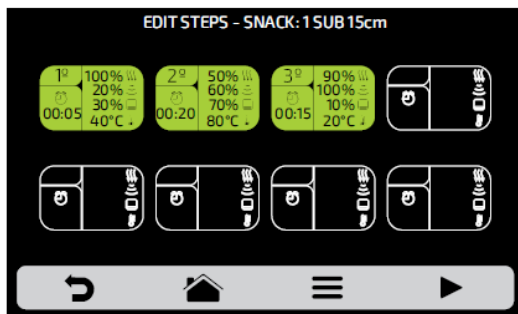 EDIT STEPS - SNACK: 1 SUB 15cm
1º 100%
20%
30%
00:05 40°C
2º 50%
60%
70%
00:20 80°C
3º 90%
100%
10%
00:15 20°C